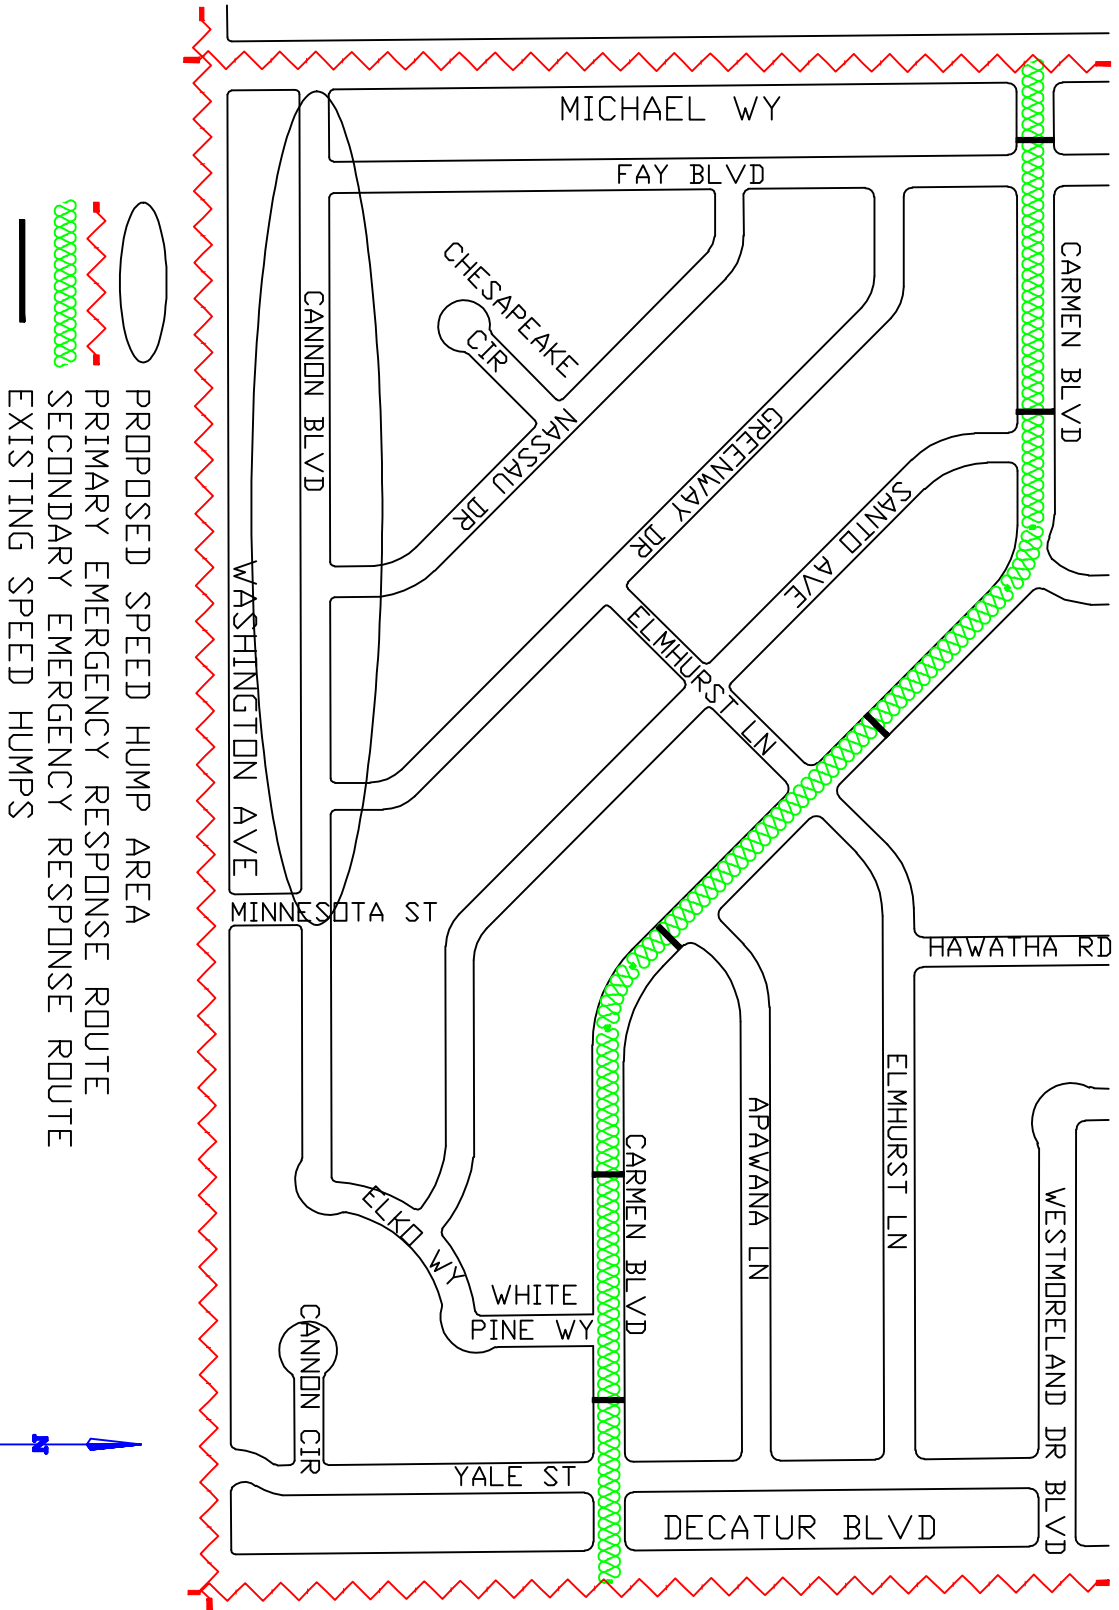 MICHAEL WY
FAY BLVD
CARMEN BLVD
CHESAPEAKE
CIR
CANNON BLVD
NASSAU DR
GREENWAY DR
SANTO AVE
ELMHURST LN
WASHINGTON AVE
MINNESOTA ST
HAWATHA RD
ELMHURST LN
APAWANA LN
CARMEN BLVD
WESTMORELAND DR BLVD
ELKO WY
WHITE
PINE WY
CANNON CIR
YALE ST
DECATUR BLVD
PROPOSED SPEED HUMP AREA
PRIMARY EMERGENCY RESPONSE ROUTE
SECONDARY EMERGENCY RESPONSE ROUTE
EXISTING SPEED HUMPS
N